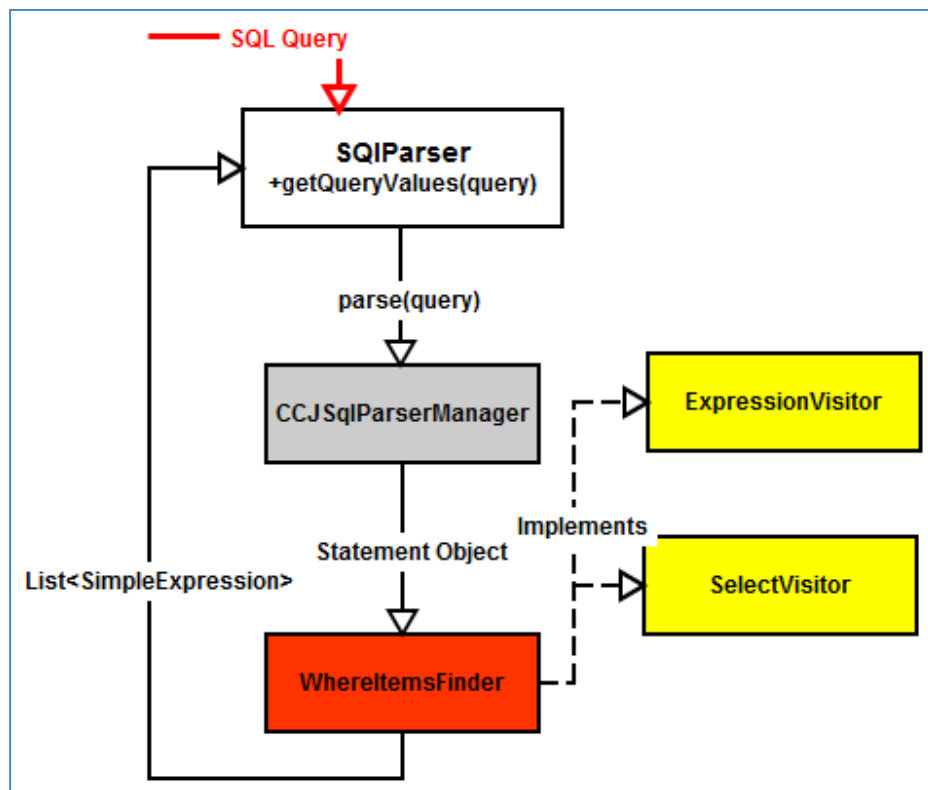 SQL Query
SQlParser
+getQueryValues(query)
parse(query)
CCJSqlParserManager
ExpressionVisitor
Implements
Statement Object
List<SimpleExpression>
SelectVisitor
WhereItemsFinder